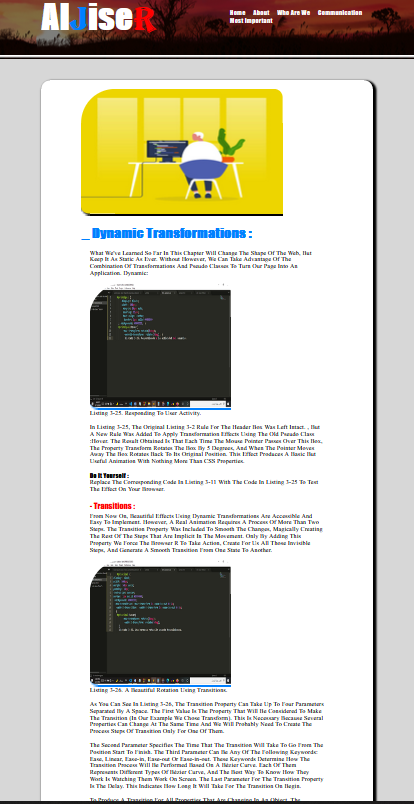 AlJiseR
Home About Who Are We Communication
Most Important
_Dynamic Transformations :
What We've Learned So Far In This Chapter Will Change The Shape Of The Web, But
Keep It As Static As Ever. Without However, We Can Take Advantage Of The
Combination Of Transformations And Pseudo Classes To Turn Our Page Into An
Application. Dynamic:
Listing 3-25. Responding To User Activity.
In Listing 3-25, The Original Listing 3-2 Rule For The Header Box Was Left Intact. , But
A New Rule Was Added To Apply Transformation Effects Using The Old Pseudo Class
:Hover, The Result Obtained Is That Each Time The Mouse Pointer Passes Over This Box,
The Property Transform Rotates The Box By 5 Degrees, And When The Pointer Moves
Away The Box Rotates Back To Its Original Position. This Effect Produces A Basic But
Useful Animation With Nothing More Than CSS Properties.
Do It Yourself :
Replace The Corresponding Code In Listing 3-11 With The Code In Listing 3-25 To Test
The Effect On Your Browser.
- Transitions :
From Now On, Beautiful Effects Using Dynamic Transformations Are Accessible And
Easy To Implement. However, A Real Animation Requires A Process Of More Than Two
Steps. The Transition Property Was Included To Smooth The Changes, Magically Creating
The Rest Of The Steps That Are Implicit In The Movement. Only By Adding This
Property We Force The Browser R To Take Action, Create For Us All Those Invisible
Steps, And Generate A Smooth Transition From One State To Another.
Listing 3-26. A Beautiful Rotation Using Transitions.
As You Can See In Listing 3-26, The Transition Property Can Take Up To Four Parameters
Separated By A Space. The First Value Is The Property That Will Be Considered To Make
The Transition (In Our Example We Chose Transform). This Is Necessary Because Several
Properties Can Change At The Same Time And We Will Probably Need To Create The
Process Steps Of Transition Only For One Of Them.
The Second Parameter Specifies The Time That The Transition Will Take To Go From The
Position Start To Finish. The Third Parameter Can Be Any Of The Following Keywords:
Ease, Linear, Ease-in, Ease-out Or Ease-in-out. These Keywords Determine How The
Transition Process Will Be Performed Based On A Bézier Curve. Each Of Them
Represents Different Types Of Bézier Curve, And The Best Way To Know How They
Work Is Watching Them Work On Screen. The Last Parameter For The Transition Property
Is The Delay. This Indicates How Long It Will Take For The Transition On Begin.
To Produce A Transition For All Properties That Are Changing In An Object, The